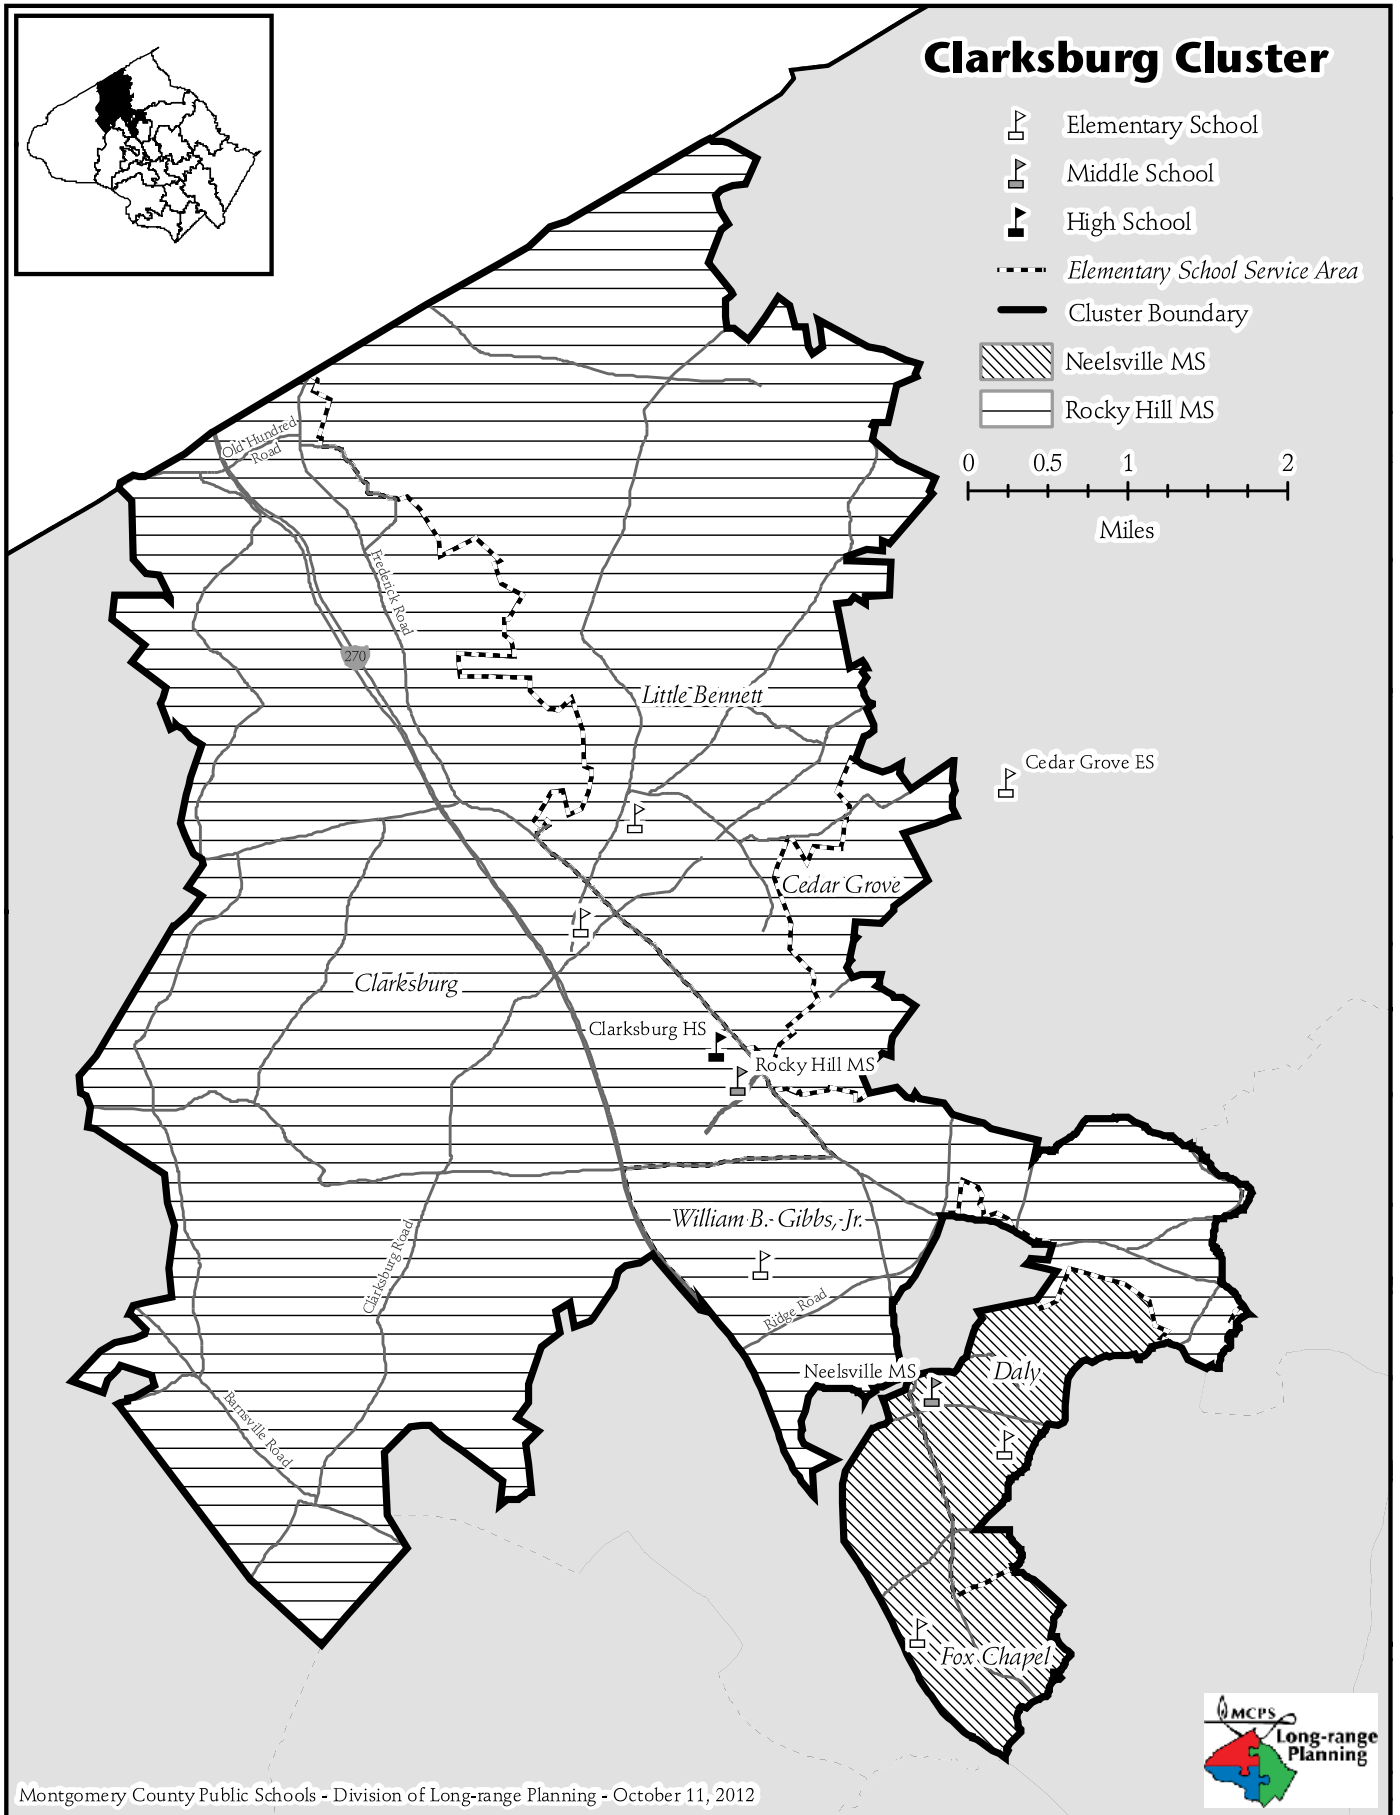 Clarksburg Cluster
Elementary School
Middle School
High School
Elementary School Service Area
Cluster Boundary
Neelsville MS
Rocky Hill MS
0 0.5 1 2
Miles
Old Hundred
Road
Frederick Road
270
Little Bennett
Cedar Grove ES
Cedar Grove
Clarksburg
Clarksburg HS
Rocky Hill MS
William B. Gibbs, Jr.
Clarksburg Road
Ridge Road
Neelsville MS
Daly
Barnsville Road
Fox Chapel
MCPS
Long-range
Planning
Montgomery County Public Schools - Division of Long-range Planning - October 11, 2012